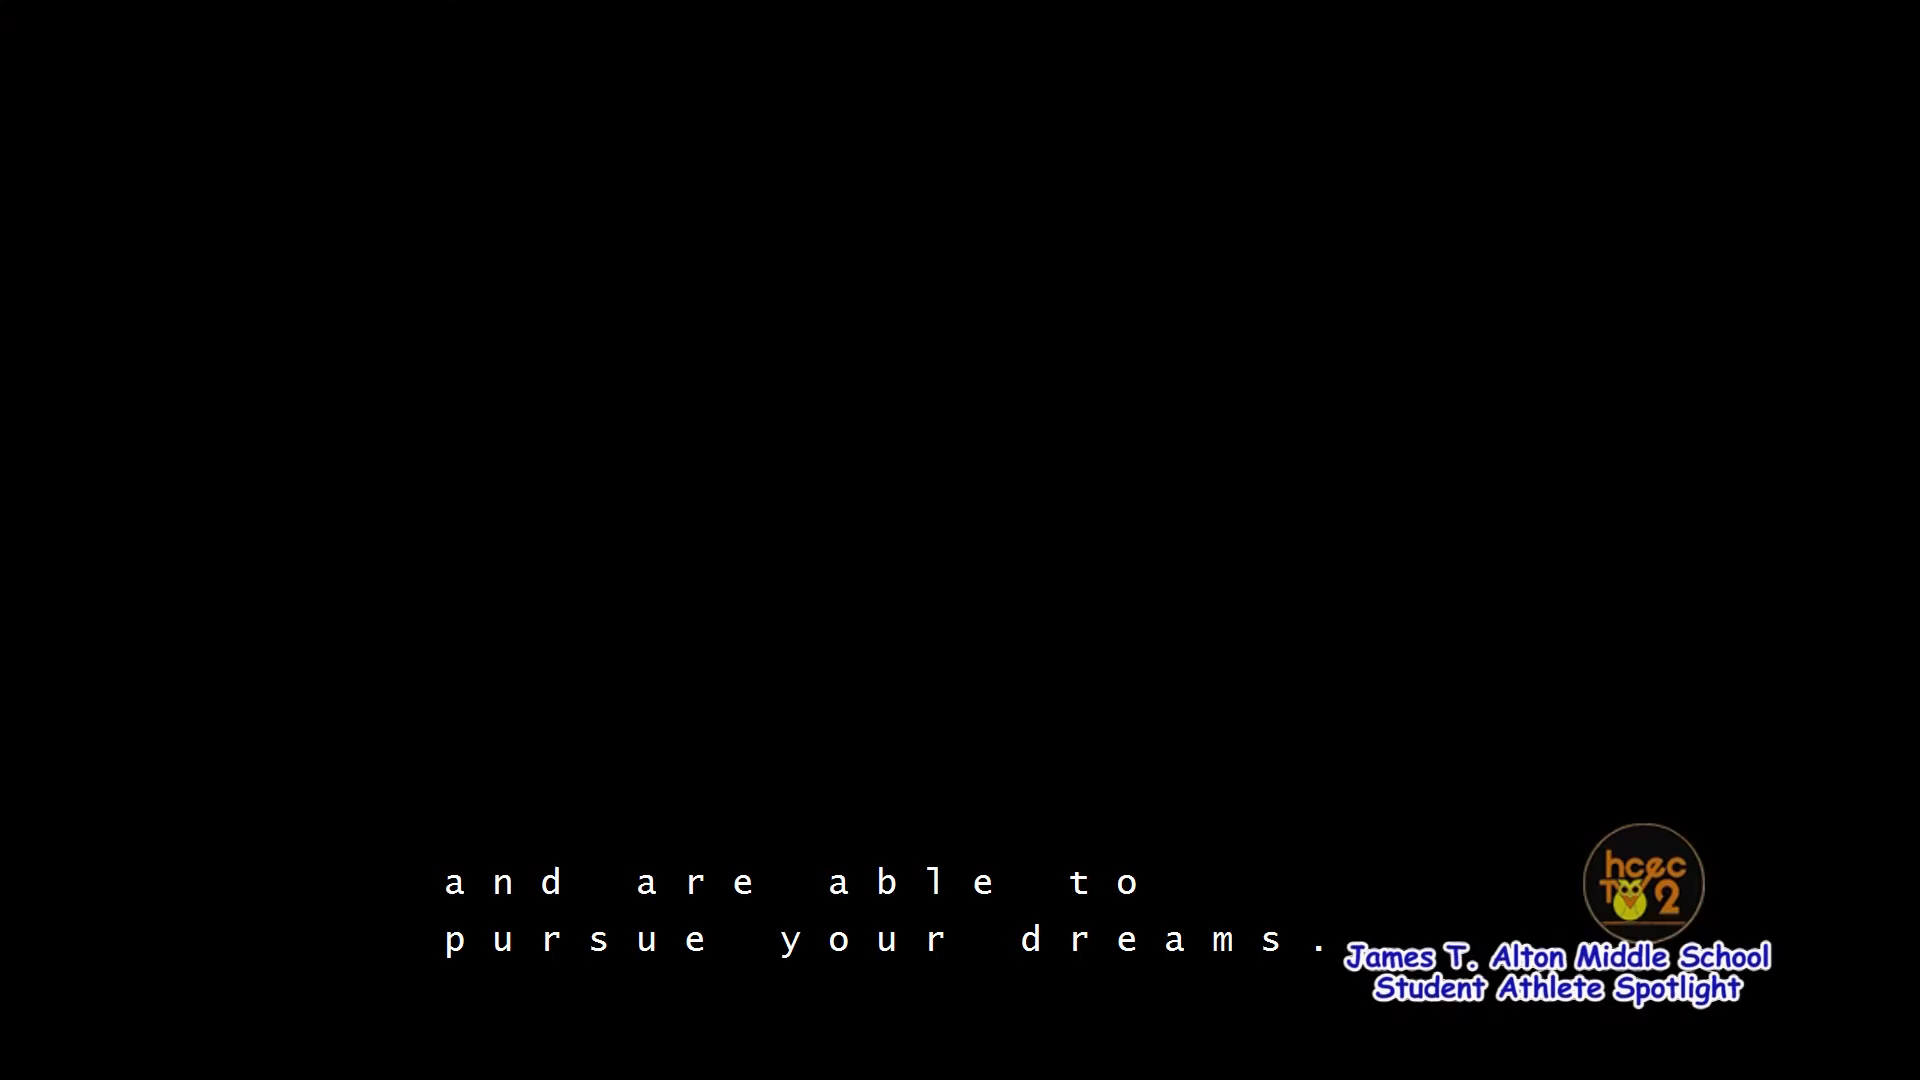 and are able to
pursue your dreams.
hcec
TV 2
James T. Alton Middle School
Student Athlete Spotlight